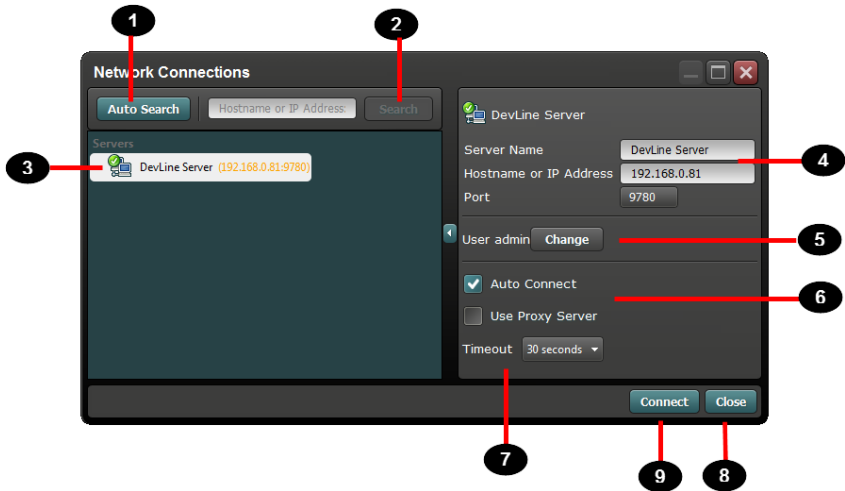 1
2
Network Connections
Auto Search
Hostname or IP Address:
Search
DevLine Server
Servers
DevLine Server (192.168.0.81:9780)
3
Server Name
DevLine Server
4
Hostname or IP Address
192.168.0.81
Port
9780
User admin
Change
5
Auto Connect
6
Use Proxy Server
Timeout
30 seconds
Connect
Close
7
9
8